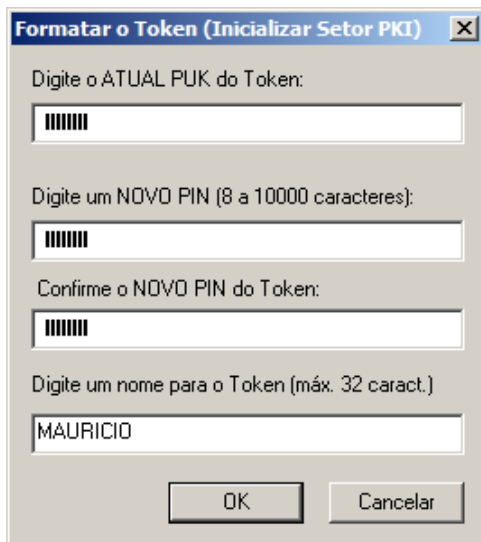 Formatar o Token (Inicializar Setor PKI)
Digite o ATUAL PUK do Token:
Digite um NOVO PIN (8 a 10000 caracteres):
Confirme o NOVO PIN do Token:
Digite um nome para o Token (máx. 32 caract.)
MAURICIO
OK Cancelar